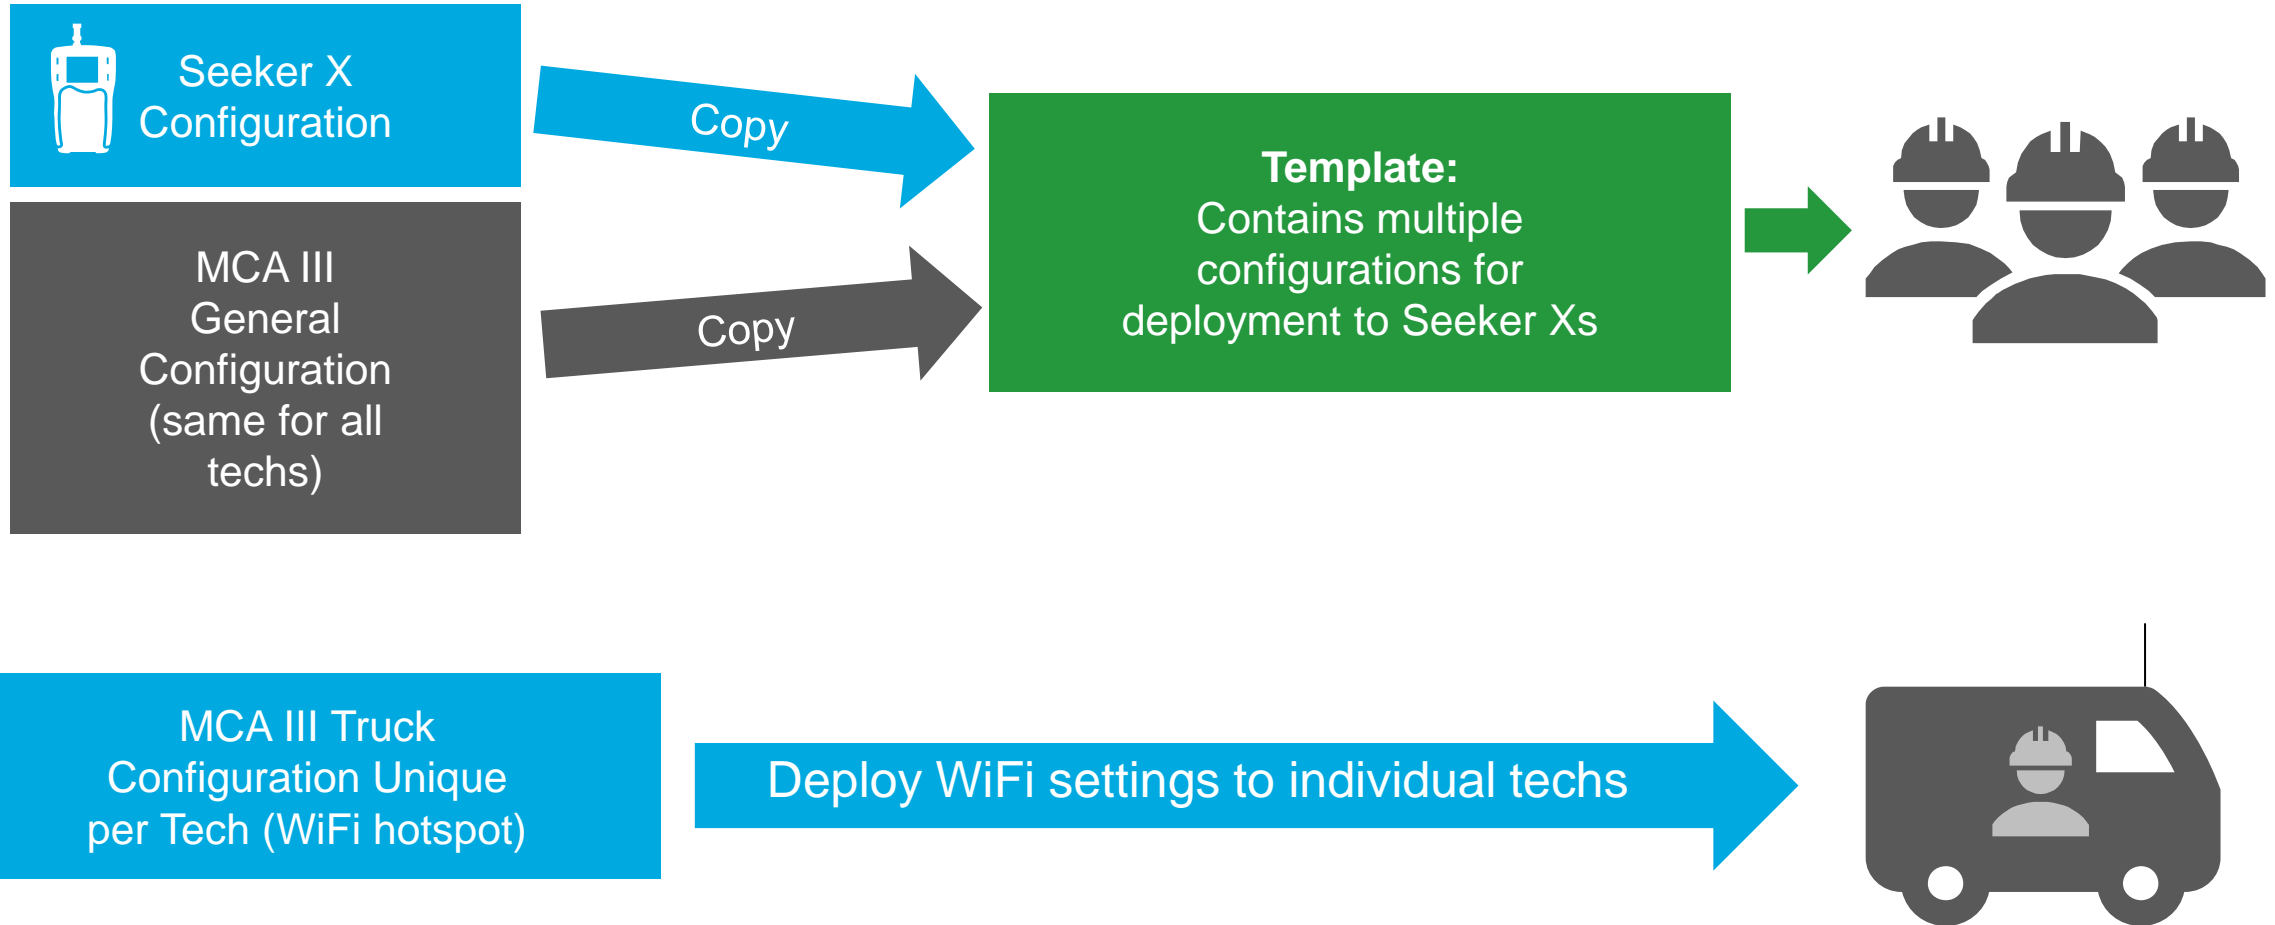 Seeker X
Configuration
Copy
MCA III
General
Configuration
(same for all
techs)
Copy
Template:
Contains multiple
configurations for
deployment to Seeker Xs
MCA III Truck
Configuration Unique
per Tech (WiFi hotspot)
Deploy WiFi settings to individual techs